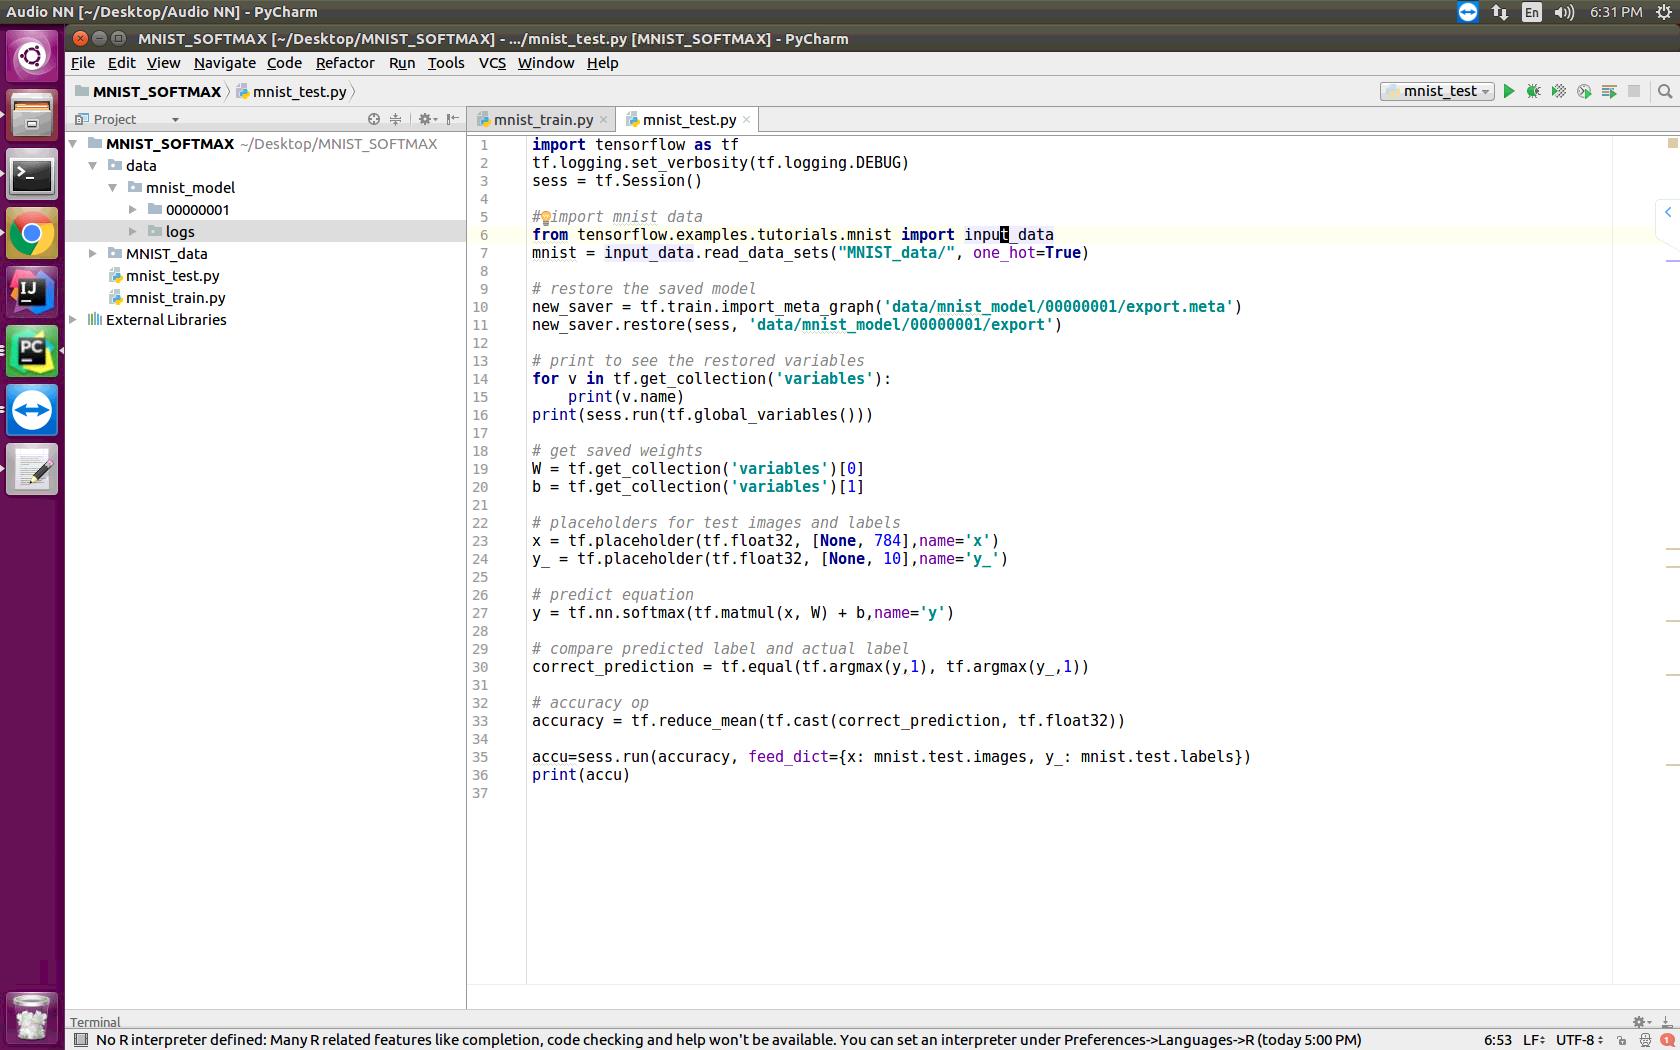 Audio NN [~/Desktop/Audio NN] - PyCharm
En
6:31 PM
MNIST_SOFTMAX [~/Desktop/MNIST_SOFTMAX] - .../mnist_test.py [MNIST_SOFTMAX] - PyCharm
File Edit View Navigate Code Refactor Run Tools VCS Window Help
MNIST_SOFTMAX mnist_test.py
mnist_test
Project
mnist_train.py
mnist_test.py
MNIST_SOFTMAX ~/Desktop/MNIST_SOFTMAX
data
mnist_model
00000001
logs
MNIST_data
mnist_test.py
mnist_train.py
External Libraries
IJ
PC
1 import tensorflow as tf
2 tf.logging.set_verbosity(tf.logging.DEBUG)
3 sess = tf.Session()
4
5 # import mnist data
6 from tensorflow.examples.tutorials.mnist import input_data
7 mnist = input_data.read_data_sets("MNIST_data/", one_hot=True)
8
9 # restore the saved model
10 new_saver = tf.train.import_meta_graph('data/mnist_model/00000001/export.meta')
11 new_saver.restore(sess, 'data/mnist_model/00000001/export')
12
13 # print to see the restored variables
14 for v in tf.get_collection('variables'):
15 print(v.name)
16 print(sess.run(tf.global_variables()))
17
18 # get saved weights
19 W = tf.get_collection('variables')[0]
20 b = tf.get_collection('variables')[1]
21
22 # placeholders for test images and labels
23 x = tf.placeholder(tf.float32, [None, 784],name='x')
24 y_ = tf.placeholder(tf.float32, [None, 10],name='y_')
25
26 # predict equation
27 y = tf.nn.softmax(tf.matmul(x, W) + b,name='y')
28
29 # compare predicted label and actual label
30 correct_prediction = tf.equal(tf.argmax(y,1), tf.argmax(y_,1))
31
32 # accuracy op
33 accuracy = tf.reduce_mean(tf.cast(correct_prediction, tf.float32))
34
35 accu=sess.run(accuracy, feed_dict={x: mnist.test.images, y_: mnist.test.labels})
36 print(accu)
37
Terminal
No R interpreter defined: Many R related features like completion, code checking and help won't be available. You can set an interpreter under Preferences->Languages->R (today 5:00 PM)
6:53 LF UTF-8 1